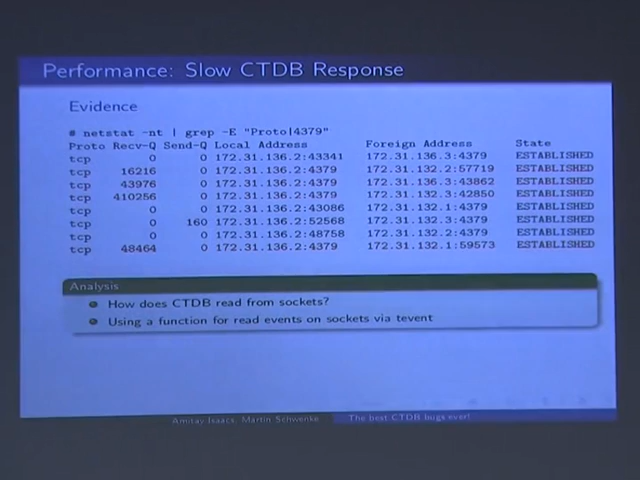 Performance: Slow CTDB Response
Evidence
# netstat -nt | grep -E "Proto|4379"
Proto Recv-Q Send-Q Local Address Foreign Address State
tcp 0 0 172.31.136.2:43341 172.31.136.3:4379 ESTABLISHED
tcp 16216 0 172.31.136.2:4379 172.31.132.2:57719 ESTABLISHED
tcp 43976 0 172.31.136.2:4379 172.31.136.3:43862 ESTABLISHED
tcp 410256 0 172.31.136.2:4379 172.31.132.3:42850 ESTABLISHED
tcp 0 0 172.31.136.2:43086 172.31.132.1:4379 ESTABLISHED
tcp 0 160 172.31.136.2:52568 172.31.132.3:4379 ESTABLISHED
tcp 0 0 172.31.136.2:48758 172.31.132.2:4379 ESTABLISHED
tcp 48464 0 172.31.136.2:4379 172.31.132.1:59573 ESTABLISHED
Analysis
How does CTDB read from sockets?
Using a function for read events on sockets via tevent
Amitay Isaacs, Martin Schwenke The best CTDB bugs ever!